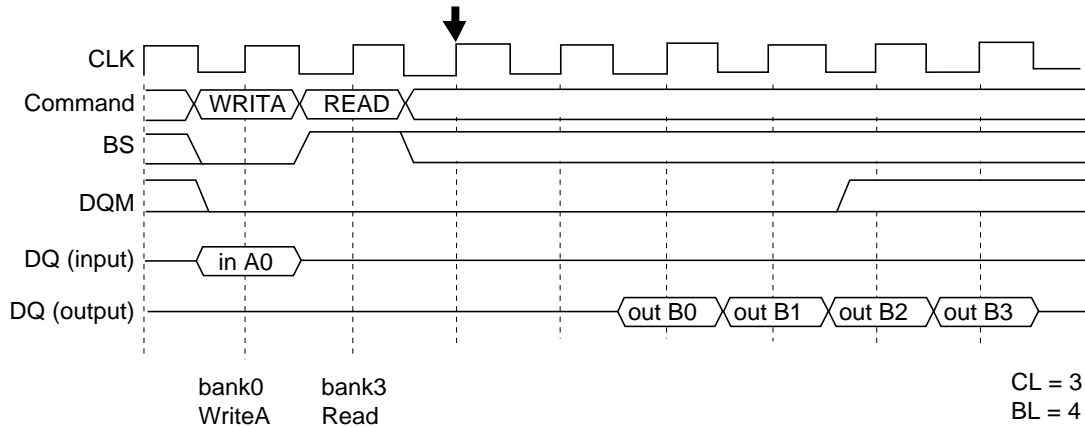 CLK
Command WRITA READ
BS
DQM
DQ (input) in A0
DQ (output) out B0 out B1 out B2 out B3
bank0 bank3 CL = 3
WriteA Read BL = 4